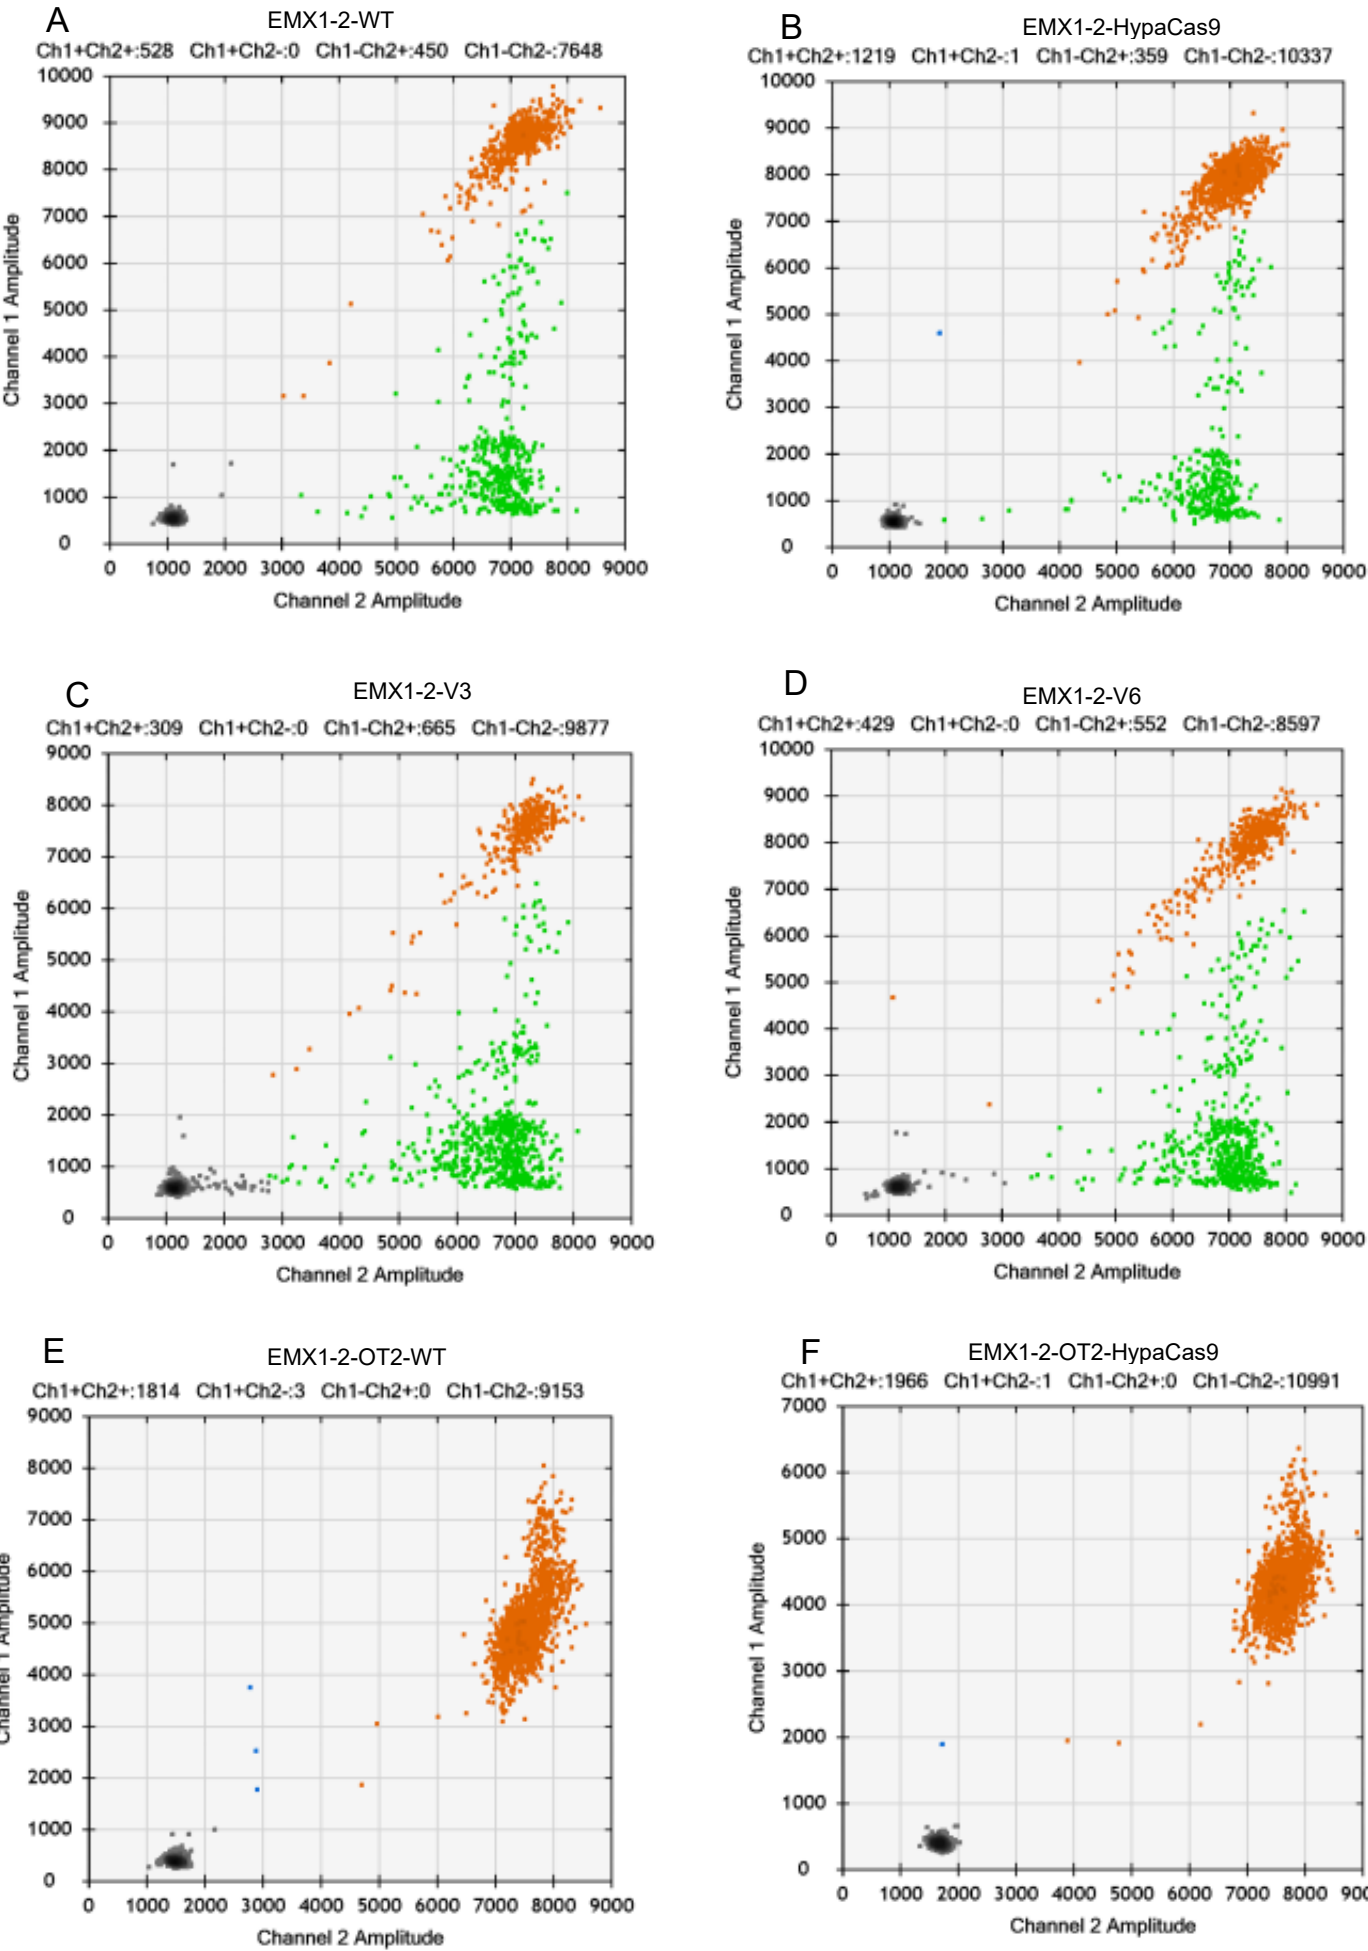 A
EMX1-2-WT
Ch1+Ch2+:528 Ch1+Ch2-:0 Ch1-Ch2+:450 Ch1-Ch2-:7648
10000
9000
8000
7000
6000
5000
4000
3000
2000
1000
0
Channel 1 Amplitude
0 1000 2000 3000 4000 5000 6000 7000 8000 9000
Channel 2 Amplitude
B
EMX1-2-HypaCas9
Ch1+Ch2+:1219 Ch1+Ch2-:1 Ch1-Ch2+:359 Ch1-Ch2-:10337
10000
9000
8000
7000
6000
5000
4000
3000
2000
1000
0
Channel 1 Amplitude
0 1000 2000 3000 4000 5000 6000 7000 8000 9000
Channel 2 Amplitude
C
EMX1-2-V3
Ch1+Ch2+:309 Ch1+Ch2-:0 Ch1-Ch2+:665 Ch1-Ch2-:9877
9000
8000
7000
6000
5000
4000
3000
2000
1000
0
Channel 1 Amplitude
0 1000 2000 3000 4000 5000 6000 7000 8000 9000
Channel 2 Amplitude
D
EMX1-2-V6
Ch1+Ch2+:429 Ch1+Ch2-:0 Ch1-Ch2+:552 Ch1-Ch2-:8597
10000
9000
8000
7000
6000
5000
4000
3000
2000
1000
0
Channel 1 Amplitude
0 1000 2000 3000 4000 5000 6000 7000 8000 9000
Channel 2 Amplitude
E
EMX1-2-OT2-WT
Ch1+Ch2+:1814 Ch1+Ch2-:3 Ch1-Ch2+:0 Ch1-Ch2-:9153
9000
8000
7000
6000
5000
4000
3000
2000
1000
0
Channel 1 Amplitude
0 1000 2000 3000 4000 5000 6000 7000 8000 9000
Channel 2 Amplitude
F
EMX1-2-OT2-HypaCas9
Ch1+Ch2+:1966 Ch1+Ch2-:1 Ch1-Ch2+:0 Ch1-Ch2-:10991
7000
6000
5000
4000
3000
2000
1000
0
Channel 1 Amplitude
0 1000 2000 3000 4000 5000 6000 7000 8000 900
Channel 2 Amplitude